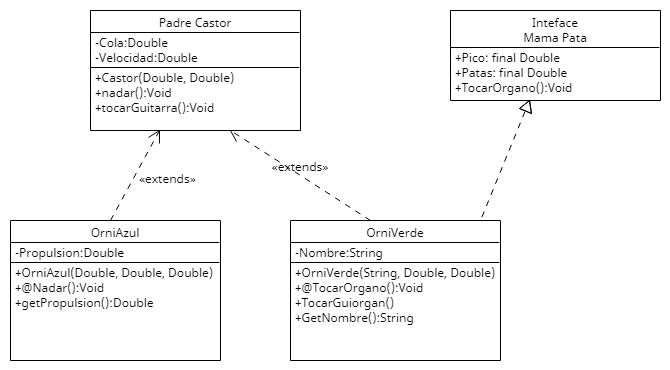 Padre Castor
-Cola:Double
-Velocidad:Double
+Castor(Double, Double)
+nadar():Void
+tocarGuitarra():Void
Inteface
Mama Pata
+Pico: final Double
+Patas: final Double
+TocarOrgano():Void
«extends»
«extends»
OrniAzul
-Propulsion:Double
+OrniAzul(Double, Double, Double)
+@Nadar():Void
+getPropulsion():Double
OrniVerde
-Nombre:String
+OrniVerde(String, Double, Double)
+@TocarOrgano():Void
+TocarGuiorgan()
+GetNombre():String